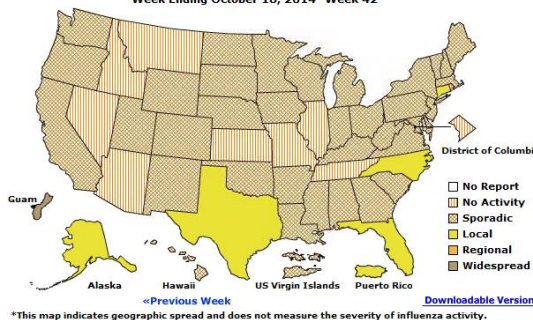 Week Ending October 18, 2014- Week 42
District of Columbi
No Report
No Activity
Sporadic
Local
Regional
Widespread
Guam
Alaska
Hawaii
US Virgin Islands
Puerto Rico
«Previous Week
Downloadable Version
*This map indicates geographic spread and does not measure the severity of influenza activity.